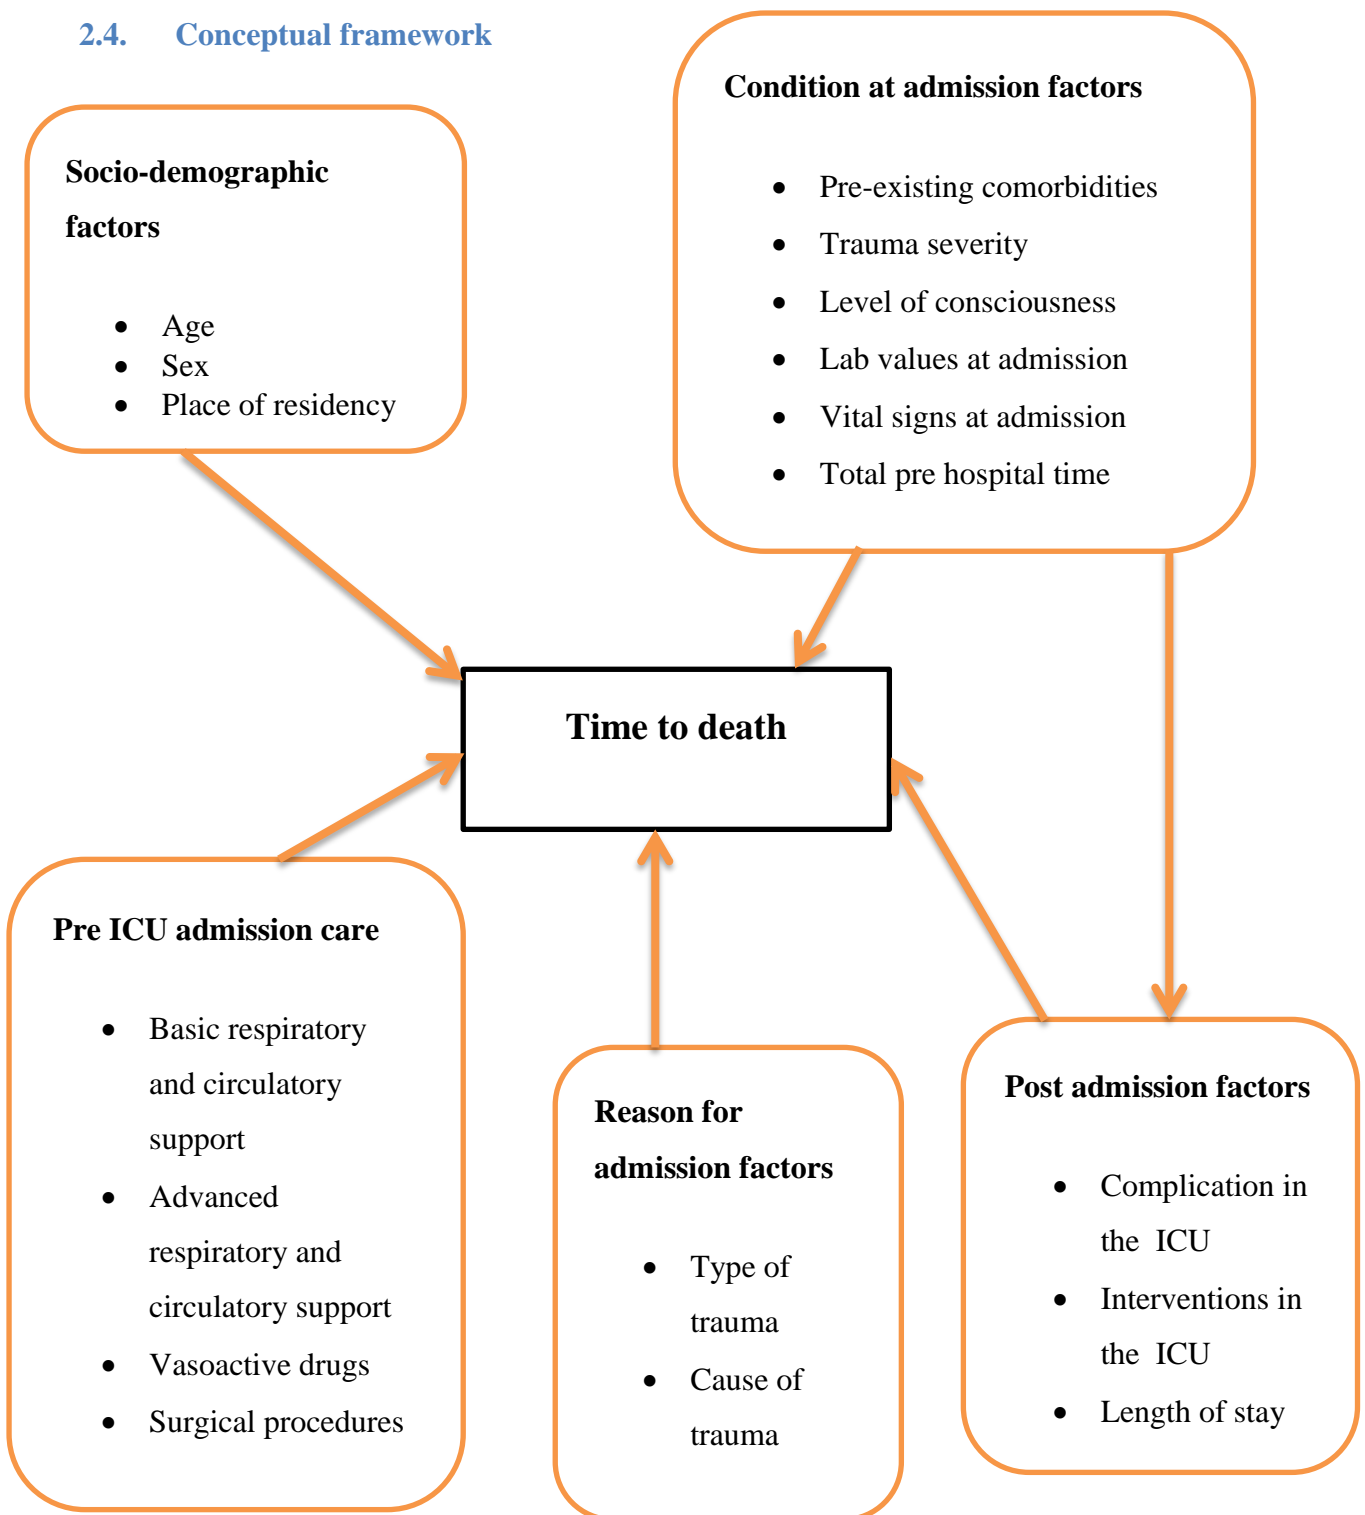 2.4. Conceptual framework
Condition at admission factors
• Pre-existing comorbidities
• Trauma severity
• Level of consciousness
• Lab values at admission
• Vital signs at admission
• Total pre hospital time
Socio-demographic
factors
• Age
• Sex
• Place of residency
Time to death
Pre ICU admission care
• Basic respiratory
and circulatory
support
• Advanced
respiratory and
circulatory support
• Vasoactive drugs
• Surgical procedures
Reason for
admission factors
• Type of
trauma
• Cause of
trauma
Post admission factors
• Complication in
the ICU
• Interventions in
the ICU
• Length of stay